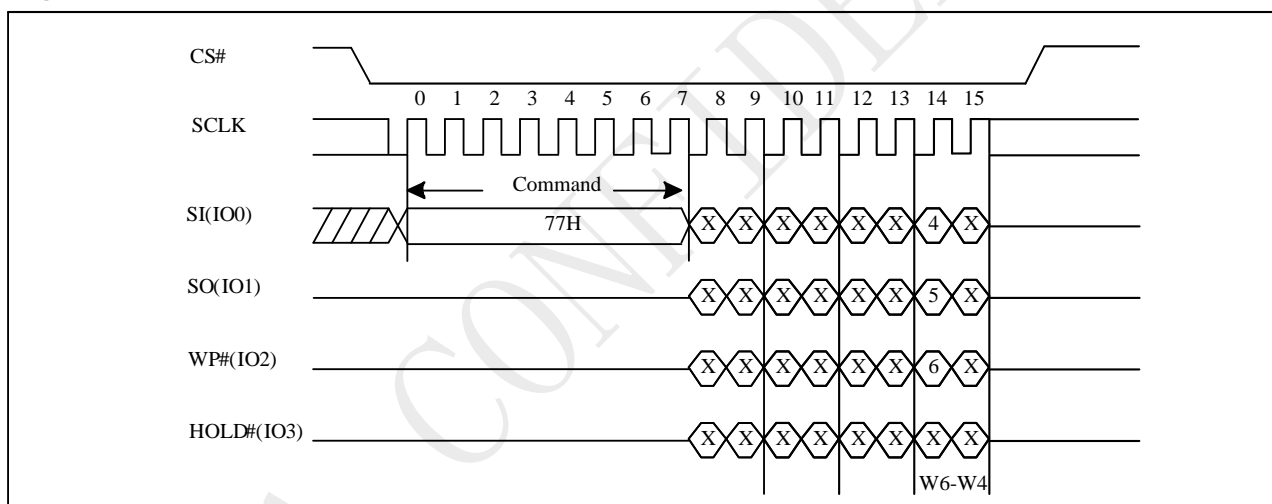 CS#
0 1 2 3 4 5 6 7 8 9 10 11 12 13 14 15
SCLK
Command
SI(IO0) 77H X X X X X X 4 X
SO(IO1) X X X X X X 5 X
WP#(IO2) X X X X X X 6 X
HOLD#(IO3) X X X X X X X X
W6-W4